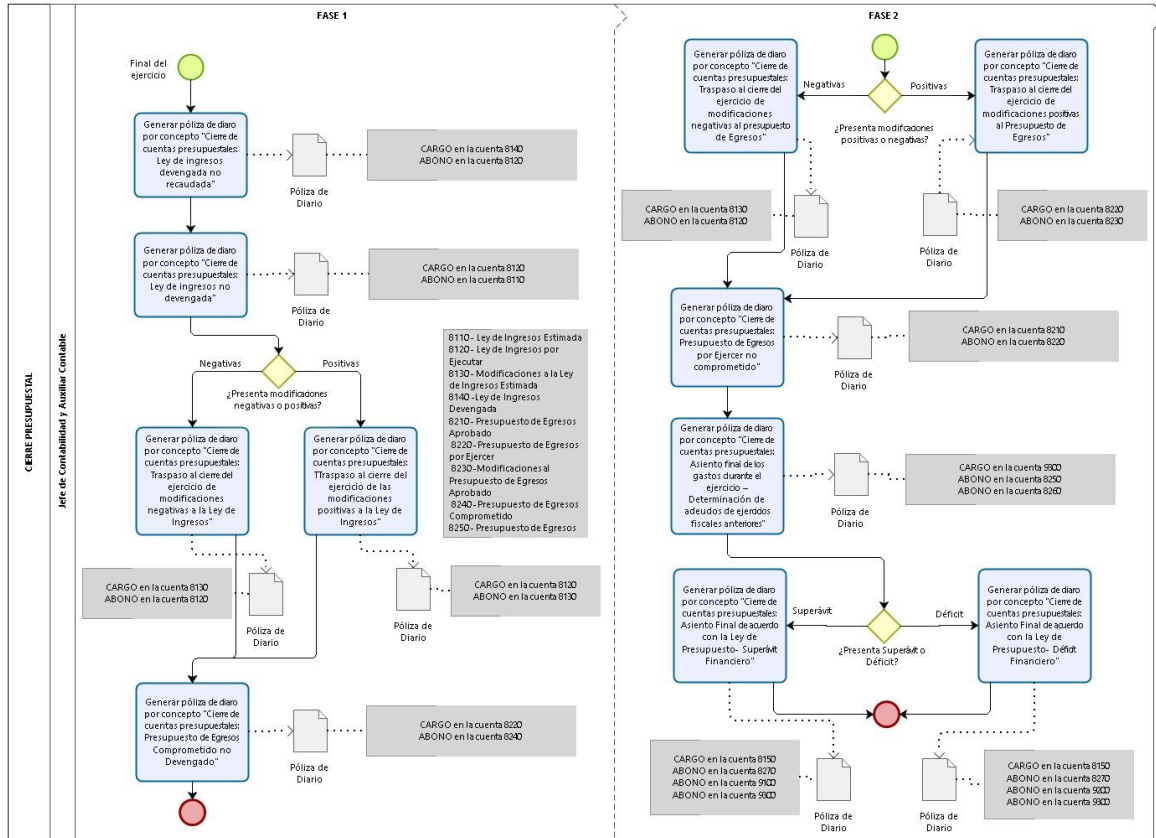 FASE 1
FASE 2
CIERRE PRESUPUESTAL
Jefe de Contabilidad y Auxiliar Contable
Final del
ejercicio
Generar póliza de diaro
por concepto "Cierre de
cuentas presupuestales:
Ley de ingresos
devengada no
recaudada"
Póliza de
Diario
CARGO en la cuenta 8140
ABONO en la cuenta 8120
Generar póliza de diaro
por concepto "Cierre de
cuentas presupuestales:
Ley de ingresos no
devengada"
Póliza de
Diario
CARGO en la cuenta 8120
ABONO en la cuenta 8110
Negativas
Positivas
¿Presenta modificaciones
negativas o positivas?
8110- Ley de Ingresos Estimada
8120- Ley de Ingresos por
Ejecutar
8130- Modificaciones a la Ley
de Ingresos Estimada
8140-Ley de Ingresos
Devengada
8210- Presupuesto de Egresos
Aprobado
8220- Presupuesto de Egresos
por Ejercer
8230-Modificaciones al
Presupuesto de Egresos
Aprobado
8240- Presupuesto de Egresos
Comprometido
8250- Presupuesto de Egresos
Generar póliza de diaro
por concepto "Cierre de
cuentas presupuestales:
Traspaso al cierre del
ejercicio de
modificaciones
negativas a la Ley de
Ingresos"
Generar póliza de diaro
por concepto "Cierre de
cuentas presupuestales:
TTraspaso al cierre del
ejercicio de las
modificaciones
positivas a la Ley de
Ingresos"
CARGO en la cuenta 8130
ABONO en la cuenta 8120
Póliza de
Diario
Póliza de
Diario
CARGO en la cuenta 8120
ABONO en la cuenta 8130
Generar póliza de diaro
por concepto "Cierre de
cuentas presupuestales:
Presupuesto de Egresos
Comprometido no
Devengado"
Póliza de
Diario
CARGO en la cuenta 8220
ABONO en la cuenta 8240
Generar póliza de diaro
por concepto "Cierre de
cuentas presupuestales:
Traspaso al cierre del
ejercicio de
modificaciones
negativas al presupuesto
de Egresos"
Negativas
Positivas
¿Presenta modificaciones
positivas o negativas?
Generar póliza de diaro
por concepto "Cierre de
cuentas presupuestales:
Traspaso al cierre del
ejercicio de
modificaciones positivas
al Presupuesto de
Egresos"
CARGO en la cuenta 8130
ABONO en la cuenta 8120
Póliza de
Diario
Póliza de
Diario
CARGO en la cuenta 8220
ABONO en la cuenta 8230
Generar póliza de diaro
por concepto "Cierre de
cuentas presupuestales:
Presupuesto de Egresos
por Ejercer no
comprometido"
Póliza de
Diario
CARGO en la cuenta 8210
ABONO en la cuenta 8220
Generar póliza de diaro
por concepto "Cierre de
cuentas presupuestales:
Asiento final de los
gastos durante el
ejercicio –
Determinación de
adeudos de ejercicios
fiscales anteriores"
Póliza de
Diario
CARGO en la cuenta 9300
ABONO en la cuenta 8250
ABONO en la cuenta 8260
Generar póliza de diaro
por concepto "Cierre de
cuentas presupuestales:
Asiento Final de acuerdo
con la Ley de
Presupuesto- Superávit
Financiero"
Superávit
Déficit
¿Presenta Superávit o
Déficit?
Generar póliza de diaro
por concepto "Cierre de
cuentas presupuestales:
Asiento Final de acuerdo
con la Ley de
Presupuesto- Déficit
Financiero"
CARGO en la cuenta 8150
ABONO en la cuenta 8270
ABONO en la cuenta 9100
ABONO en la cuenta 9300
Póliza de
Diario
Póliza de
Diario
CARGO en la cuenta 8150
ABONO en la cuenta 8270
ABONO en la cuenta 9200
ABONO en la cuenta 9300